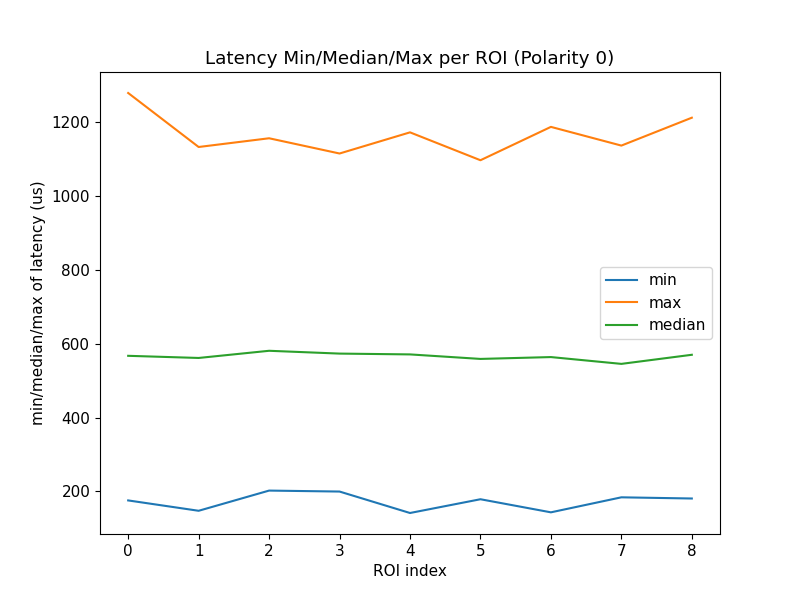 Latency Min/Median/Max per ROI (Polarity 0)
min/median/max of latency (us)
1200
1000
800
600
400
200
min
max
median
0 1 2 3 4 5 6 7 8
ROI index